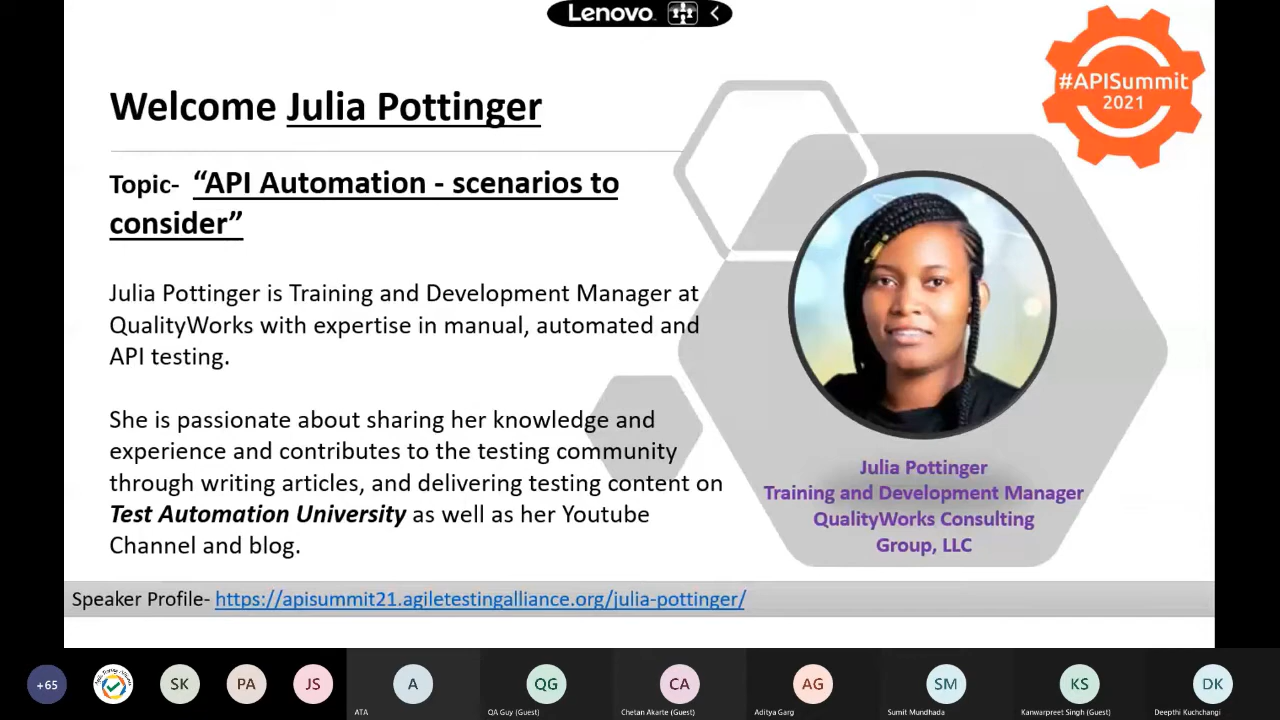 Lenovo
#APISummit
2021
Welcome Julia Pottinger
Topic- “API Automation - scenarios to
consider”
Julia Pottinger is Training and Development Manager at
QualityWorks with expertise in manual, automated and
API testing.
She is passionate about sharing her knowledge and
experience and contributes to the testing community
through writing articles, and delivering testing content on
Test Automation University as well as her Youtube
Channel and blog.
Julia Pottinger
Training and Development Manager
QualityWorks Consulting
Group, LLC
Speaker Profile- https://apisummit21.agiletestingalliance.org/julia-pottinger/
+65
SK
PA
JS
A
QG
CA
AG
SM
KS
DK
ATA
QA Guy (Guest)
Chetan Akarte (Guest)
Aditya Garg
Sumit Mundhada
Kanwarpreet Singh (Guest)
Deepthi Kuchchangi